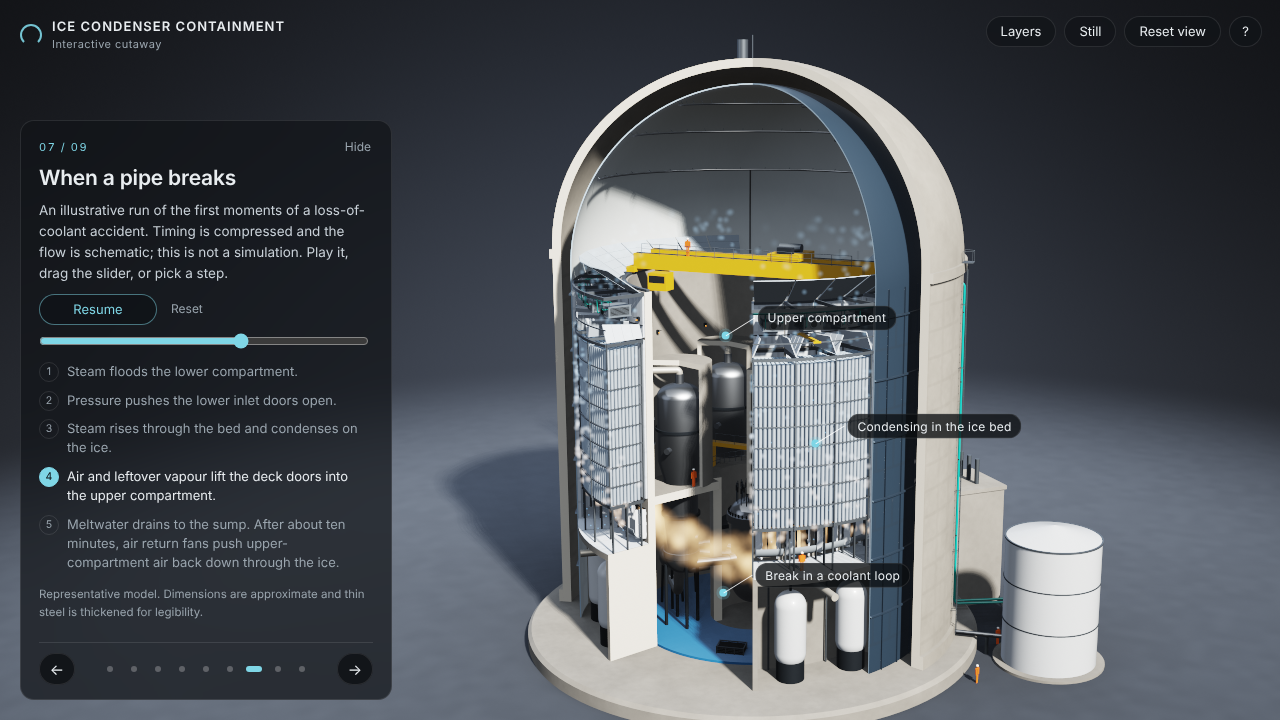 ICE CONDENSER CONTAINMENT
Interactive cutaway
Layers
Still
Reset view
?
07 / 09
Hide
When a pipe breaks
An illustrative run of the first moments of a loss-of-
coolant accident. Timing is compressed and the
flow is schematic; this is not a simulation. Play it,
drag the slider, or pick a step.
Resume
Reset
1 Steam floods the lower compartment.
2 Pressure pushes the lower inlet doors open.
3 Steam rises through the bed and condenses on
the ice.
4 Air and leftover vapour lift the deck doors into
the upper compartment.
5 Meltwater drains to the sump. After about ten
minutes, air return fans push upper-
compartment air back down through the ice.
Representative model. Dimensions are approximate and thin
steel is thickened for legibility.
Upper compartment
Condensing in the ice bed
Break in a coolant loop